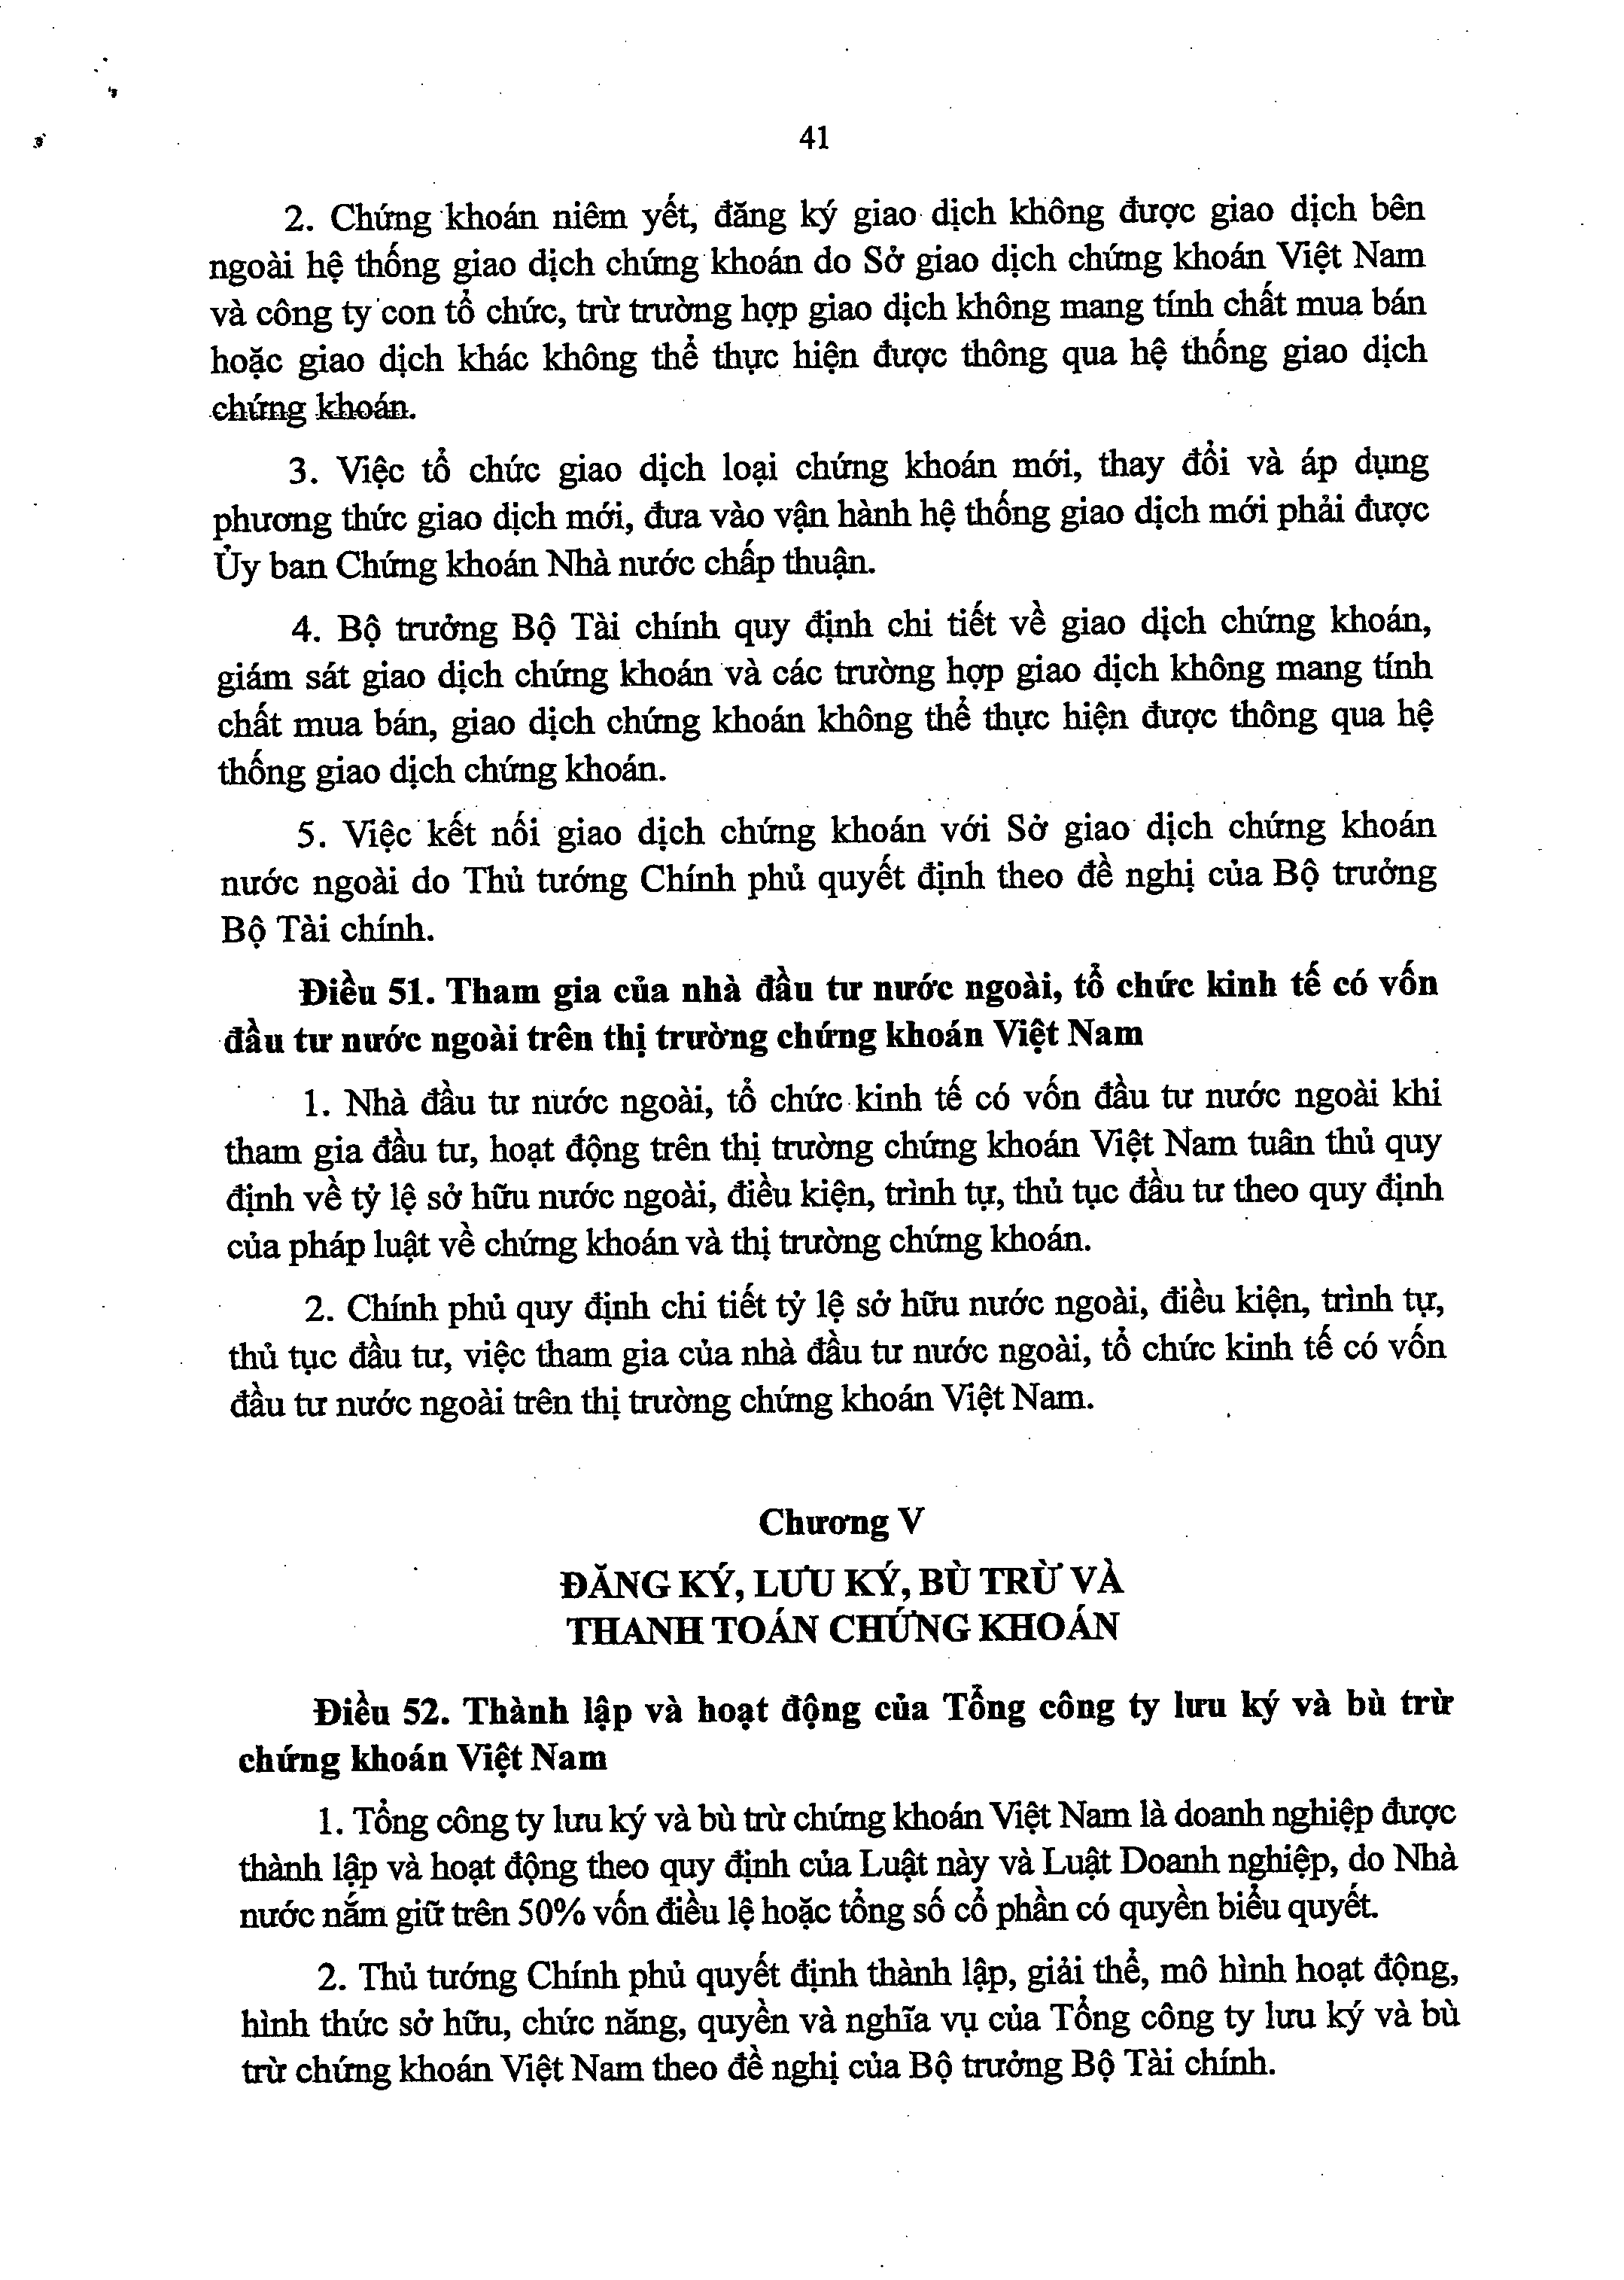 41
2. Chứng khoán niêm yết, đăng ký giao dịch không được giao dịch bên
ngoài hệ thống giao dịch chứng khoán do Sở giao dịch chứng khoán Việt Nam
và công ty con tổ chức, trừ trường hợp giao dịch không mang tính chất mua bán
hoặc giao dịch khác không thể thực hiện được thông qua hệ thống giao dịch
chứng khoán.
3. Việc tổ chức giao dịch loại chứng khoán mới, thay đổi và áp dụng
phương thức giao dịch mới, đưa vào vận hành hệ thống giao dịch mới phải được
Ủy ban Chứng khoán Nhà nước chấp thuận.
4. Bộ trưởng Bộ Tài chính quy định chi tiết về giao dịch chứng khoán,
giám sát giao dịch chứng khoán và các trường hợp giao dịch không mang tính
chất mua bán, giao dịch chứng khoán không thể thực hiện được thông qua hệ
thống giao dịch chứng khoán.
5. Việc kết nối giao dịch chứng khoán với Sở giao dịch chứng khoán
nước ngoài do Thủ tướng Chính phủ quyết định theo đề nghị của Bộ trưởng
Bộ Tài chính.
Điều 51. Tham gia của nhà đầu tư nước ngoài, tổ chức kinh tế có vốn
đầu tư nước ngoài trên thị trường chứng khoán Việt Nam
1. Nhà đầu tư nước ngoài, tổ chức kinh tế có vốn đầu tư nước ngoài khi
tham gia đầu tư, hoạt động trên thị trường chứng khoán Việt Nam tuân thủ quy
định về tỷ lệ sở hữu nước ngoài, điều kiện, trình tự, thủ tục đầu tư theo quy định
của pháp luật về chứng khoán và thị trường chứng khoán.
2. Chính phủ quy định chi tiết tỷ lệ sở hữu nước ngoài, điều kiện, trình tự,
thủ tục đầu tư, việc tham gia của nhà đầu tư nước ngoài, tổ chức kinh tế có vốn
đầu tư nước ngoài trên thị trường chứng khoán Việt Nam.
Chương V
ĐĂNG KÝ, LƯU KÝ, BÙ TRỪ VÀ
THANH TOÁN CHỨNG KHOÁN
Điều 52. Thành lập và hoạt động của Tổng công ty lưu ký và bù trừ
chứng khoán Việt Nam
1. Tổng công ty lưu ký và bù trừ chứng khoán Việt Nam là doanh nghiệp được
thành lập và hoạt động theo quy định của Luật này và Luật Doanh nghiệp, do Nhà
nước nắm giữ trên 50% vốn điều lệ hoặc tổng số cổ phần có quyền biểu quyết.
2. Thủ tướng Chính phủ quyết định thành lập, giải thể, mô hình hoạt động,
hình thức sở hữu, chức năng, quyền và nghĩa vụ của Tổng công ty lưu ký và bù
trừ chứng khoán Việt Nam theo đề nghị của Bộ trưởng Bộ Tài chính.